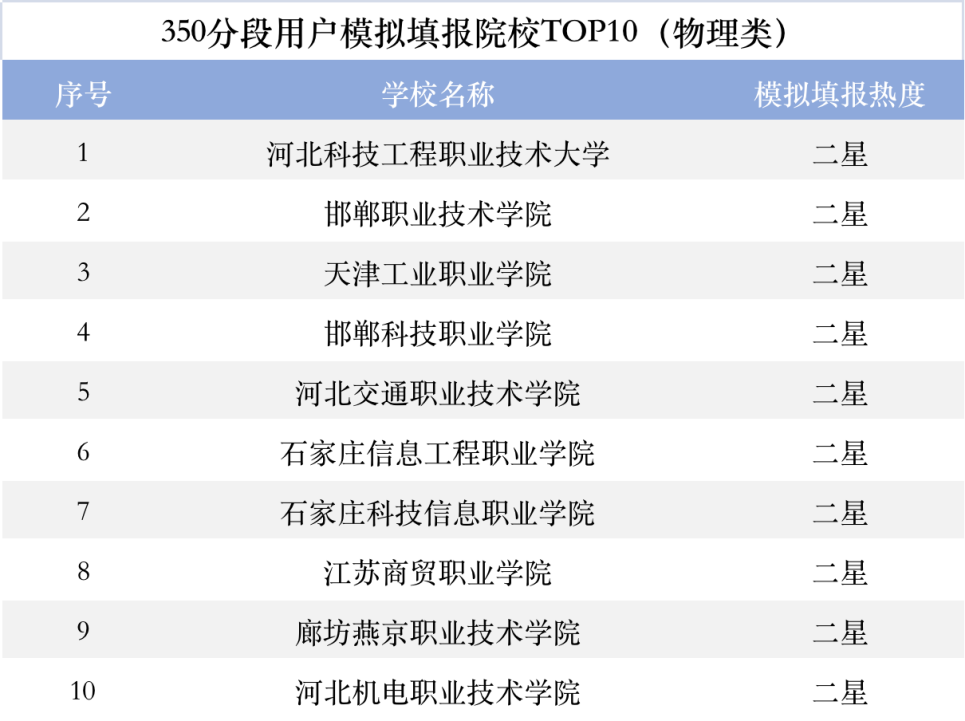 350分段用户模拟填报院校TOP10（物理类）
序号 学校名称 模拟填报热度
1 河北科技工程职业技术大学 二星
2 邯郸职业技术学院 二星
3 天津工业职业学院 二星
4 邯郸科技职业学院 二星
5 河北交通职业技术学院 二星
6 石家庄信息工程职业学院 二星
7 石家庄科技信息职业学院 二星
8 江苏商贸职业学院 二星
9 廊坊燕京职业技术学院 二星
10 河北机电职业技术学院 二星